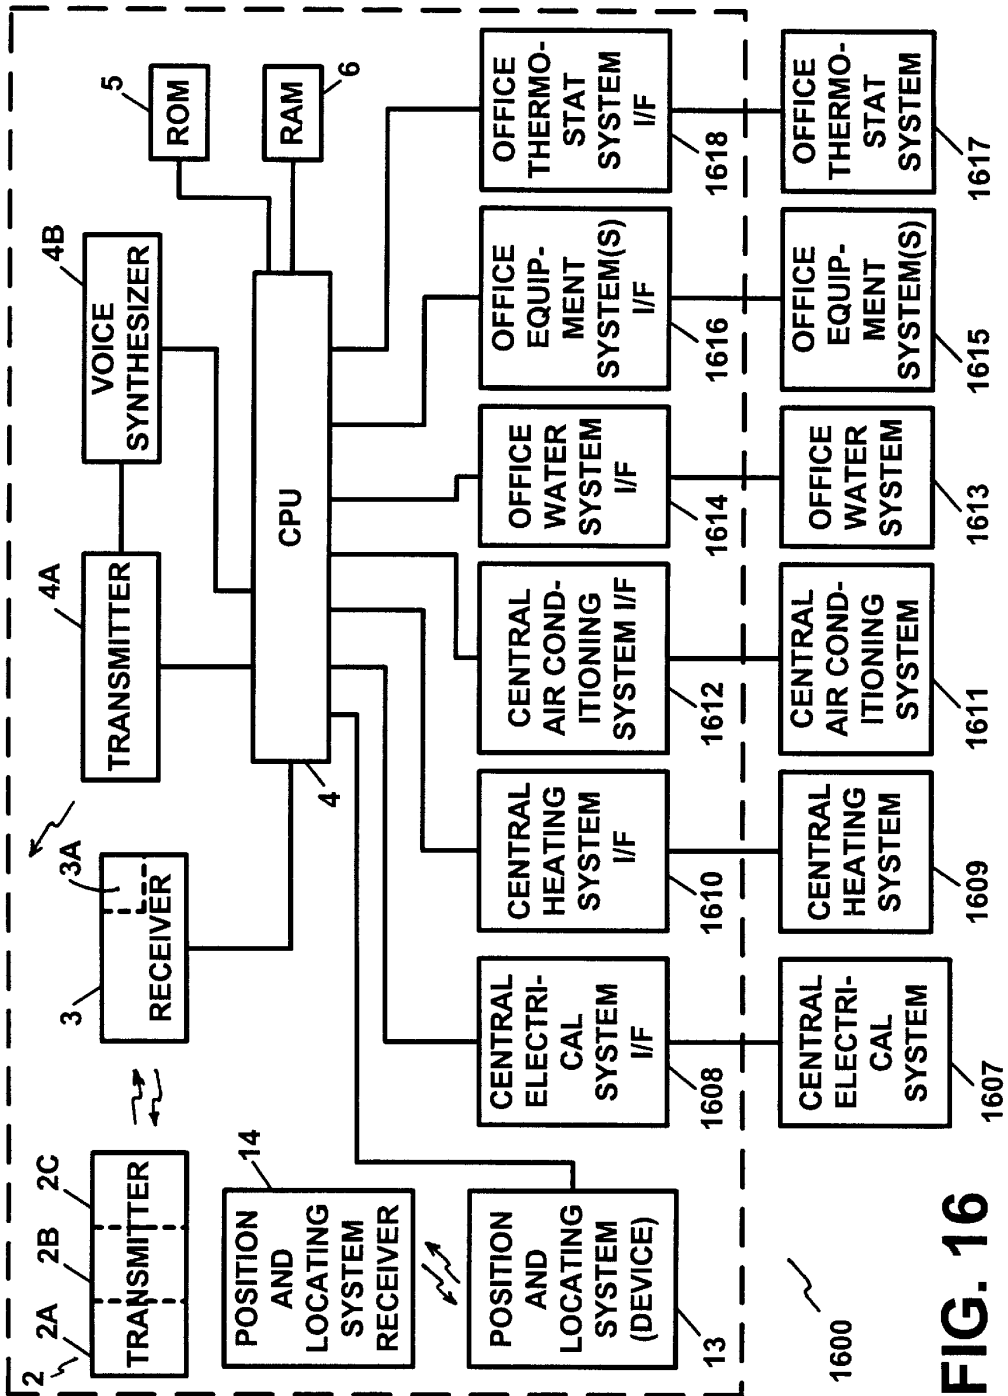 2
2A
2B
2C
TRANSMITTER
3
3A
RECEIVER
4A
TRANSMITTER
4B
VOICE
SYNTHESIZER
5
ROM
6
RAM
CPU
4
14
POSITION
AND
LOCATING
SYSTEM
RECEIVER
POSITION
AND
LOCATING
SYSTEM
(DEVICE)
13
CENTRAL
ELECTRI-
CAL
SYSTEM
I/F
1608
CENTRAL
HEATING
SYSTEM
I/F
1610
CENTRAL
AIR COND-
ITIONING
SYSTEM I/F
1612
OFFICE
WATER
SYSTEM
I/F
1614
OFFICE
EQUIP-
MENT
SYSTEM(S)
I/F
1616
OFFICE
THERMO-
STAT
SYSTEM
I/F
1618
CENTRAL
ELECTRI-
CAL
SYSTEM
1607
CENTRAL
HEATING
SYSTEM
1609
CENTRAL
AIR COND-
ITIONING
SYSTEM
1611
OFFICE
WATER
SYSTEM
1613
OFFICE
EQUIP-
MENT
SYSTEM(S)
1615
OFFICE
THERMO-
STAT
SYSTEM
1617
1600
FIG. 16